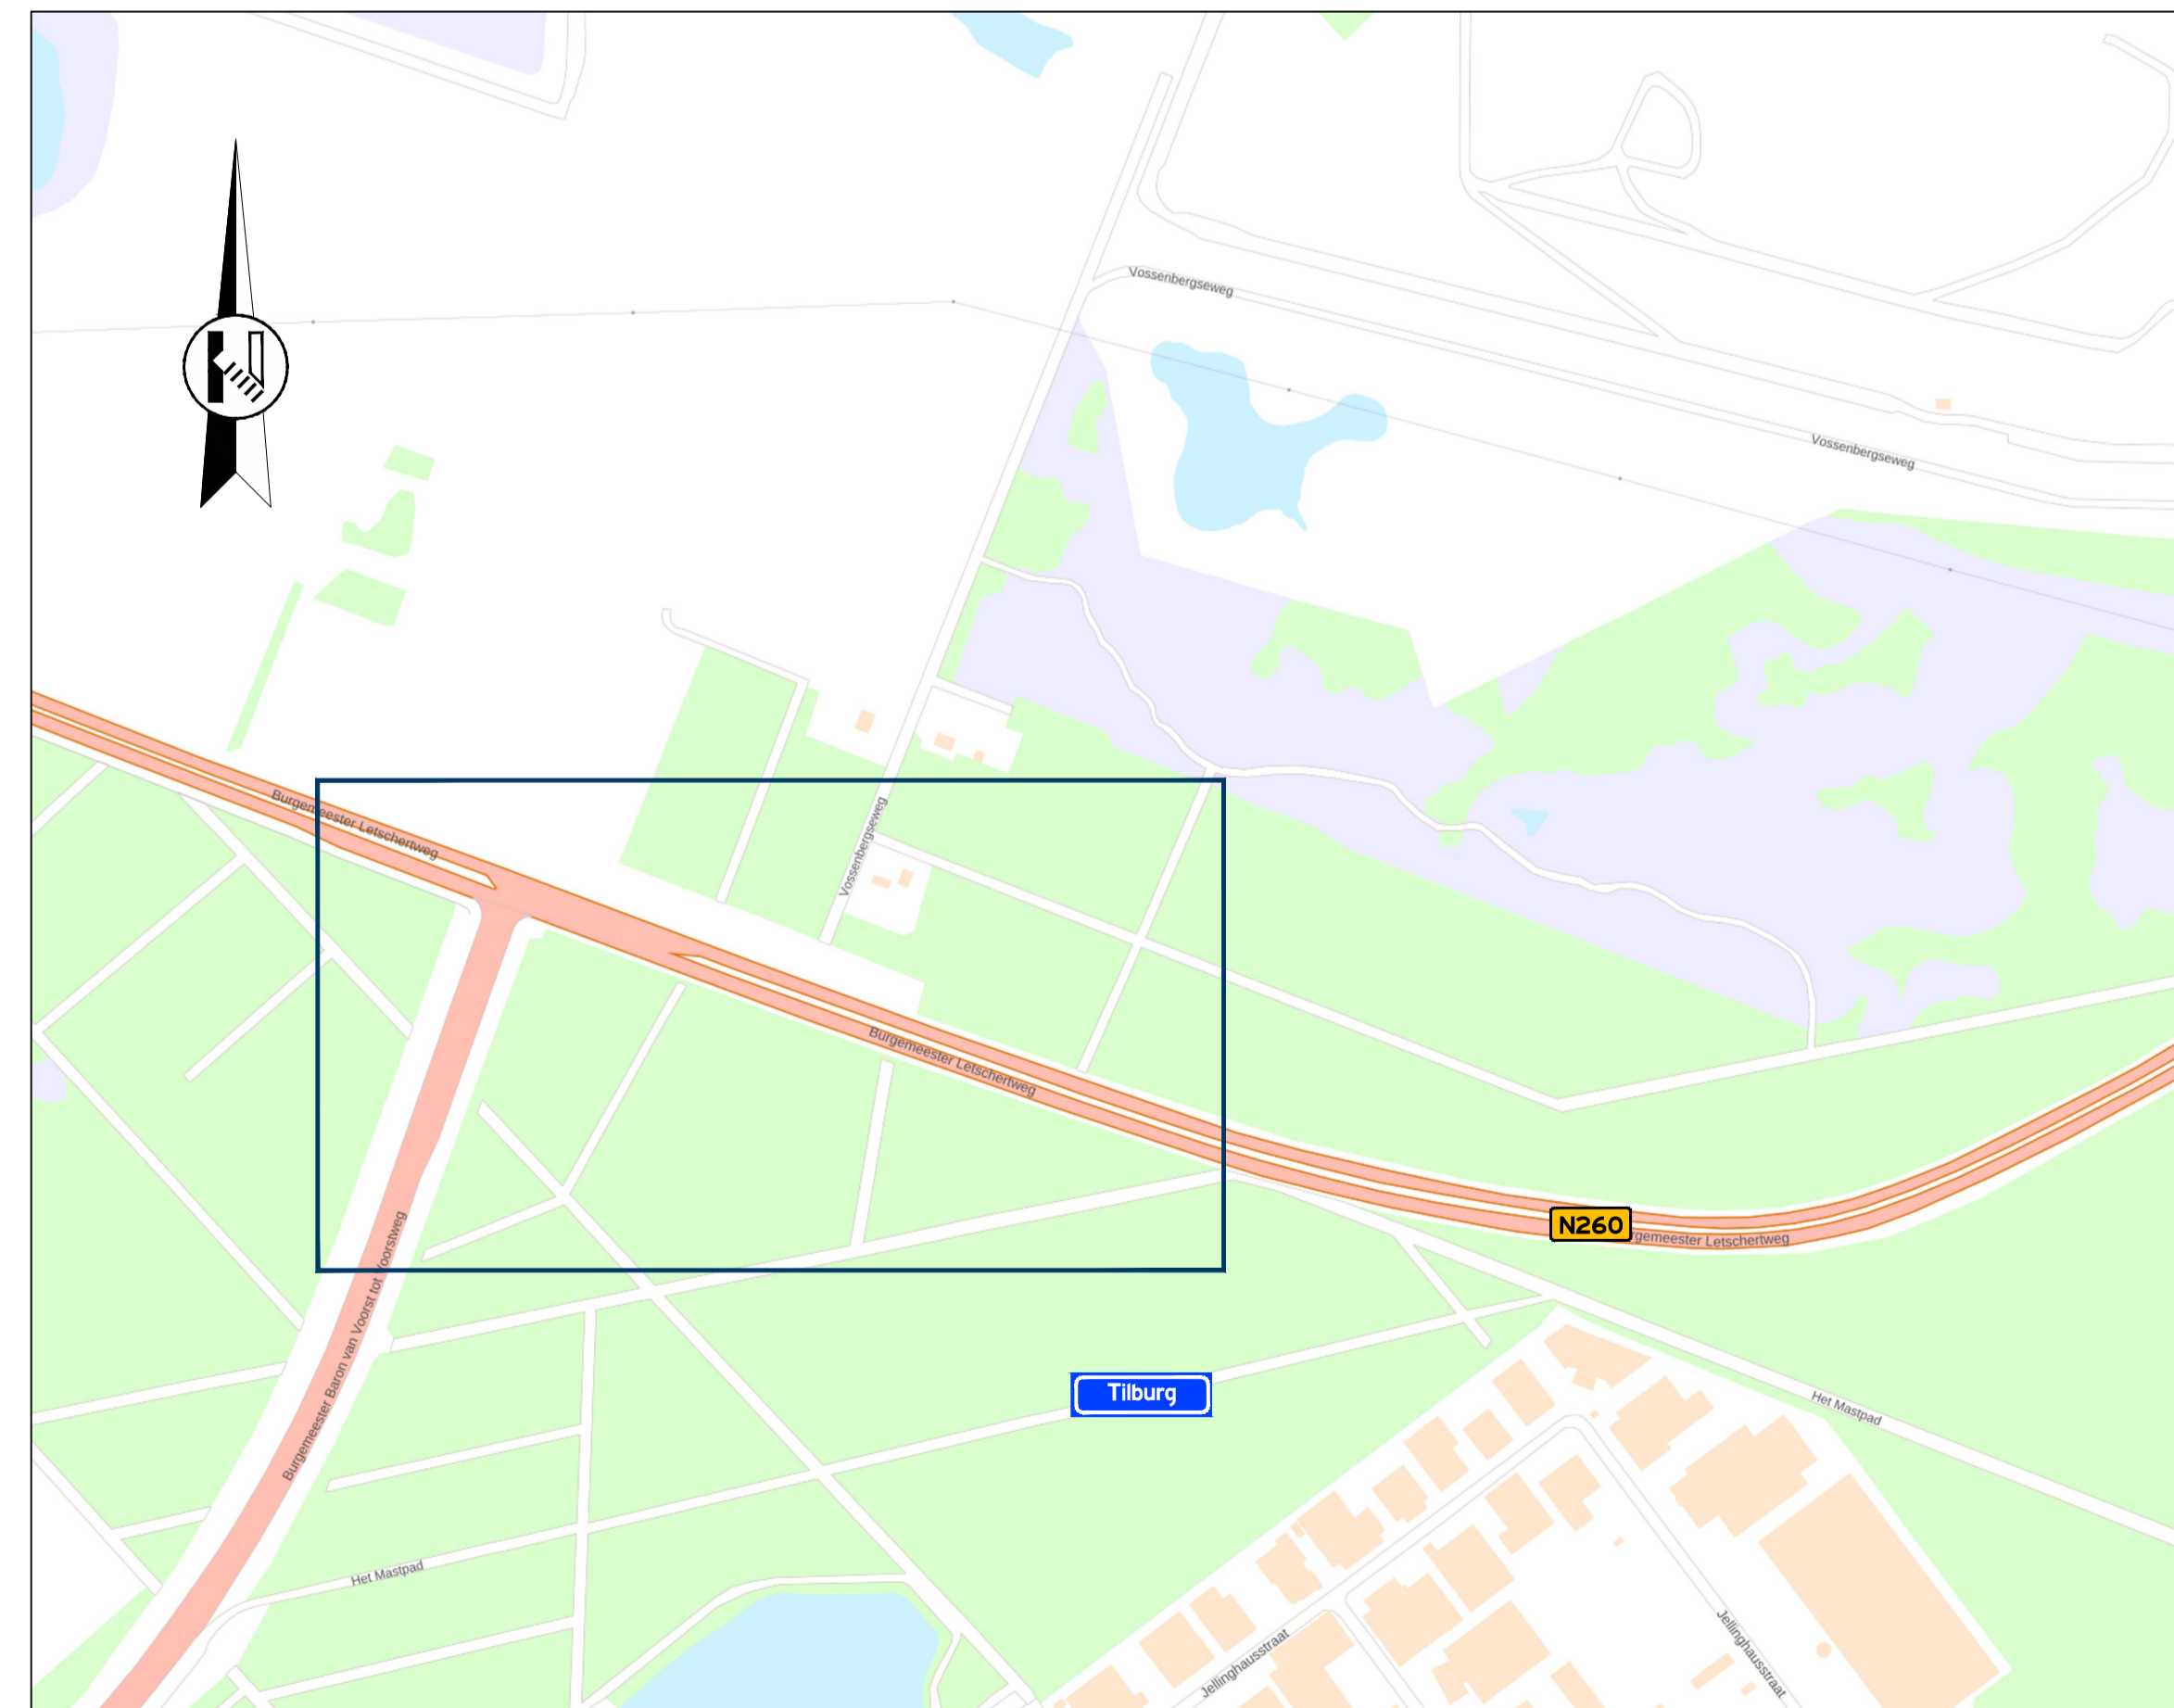 Vossenbergseweg
Vossenbergseweg
Burgemeester Letschertweg
Vossenbergseweg
Burgemeester Letschertweg
N260
rgemeester Letschertweg
Burgemeester Baron van Voorst tot Voorstweg
Tilburg
Het Mastpad
Het Mastpad
Jellinghausstraat
Jellinghausstraat